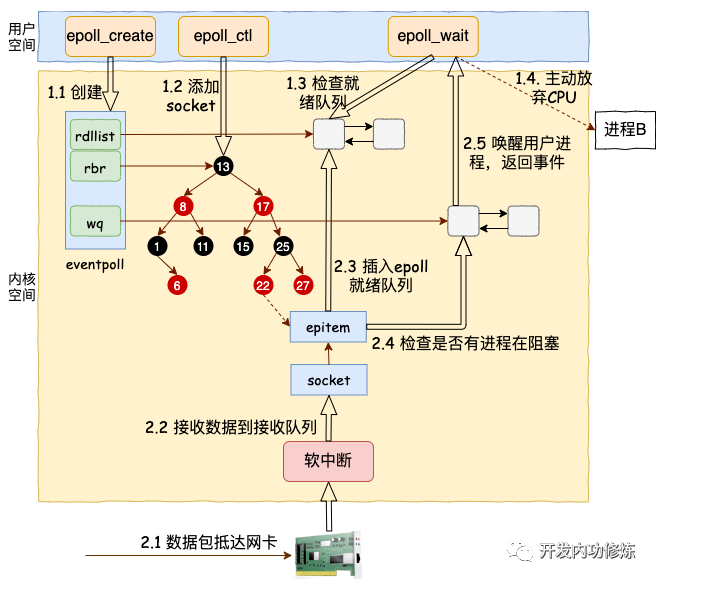 用户
空间
epoll_create
epoll_ctl
epoll_wait
1.1 创建
1.2 添加
socket
1.3 检查就
绪队列
1.4. 主动放
弃CPU
进程B
rdllist
rbr
wq
eventpoll
13
8
17
1
11
15
25
6
22
27
2.5 唤醒用户进
程，返回事件
内核
空间
2.3 插入epoll
就绪队列
epitem
2.4 检查是否有进程在阻塞
socket
2.2 接收数据到接收队列
软中断
2.1 数据包抵达网卡
开发内功修炼